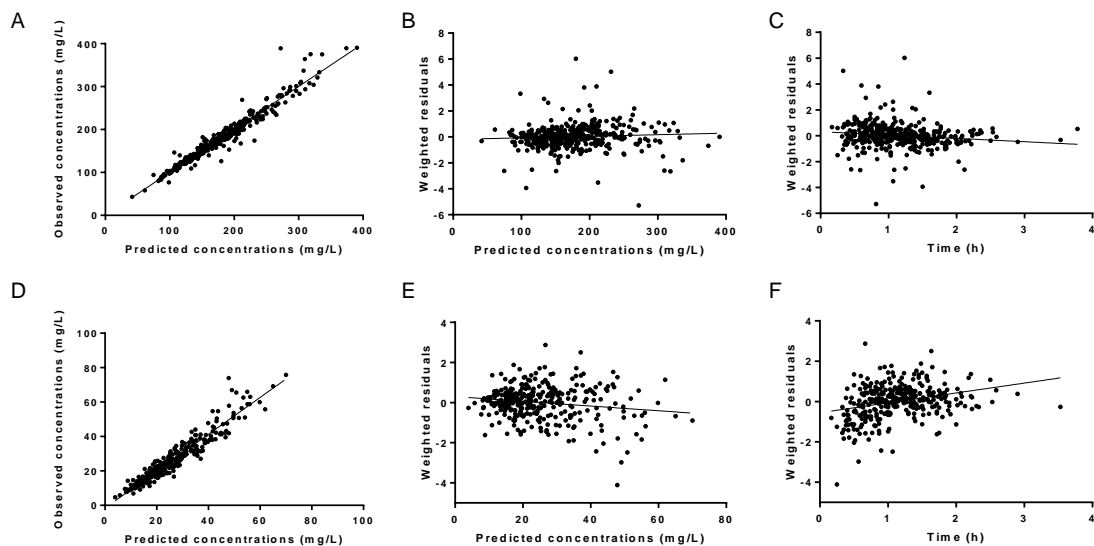 A
Observed concentrations (mg/L)
400
300
200
100
0
0 100 200 300 400
Predicted concentrations (mg/L)
B
Weighted residuals
8
6
4
2
0
-2
-4
-6
0 100 200 300 400
Predicted concentrations (mg/L)
C
Weighted residuals
8
6
4
2
0
-2
-4
-6
0 1 2 3 4
Time (h)
D
Observed concentrations (mg/L)
100
80
60
40
20
0
0 20 40 60 80 100
Predicted concentrations (mg/L)
E
Weighted residuals
4
2
0
-2
-4
0 20 40 60 80
Predicted concentrations (mg/L)
F
Weighted residuals
4
2
0
-2
-4
0 1 2 3 4
Time (h)